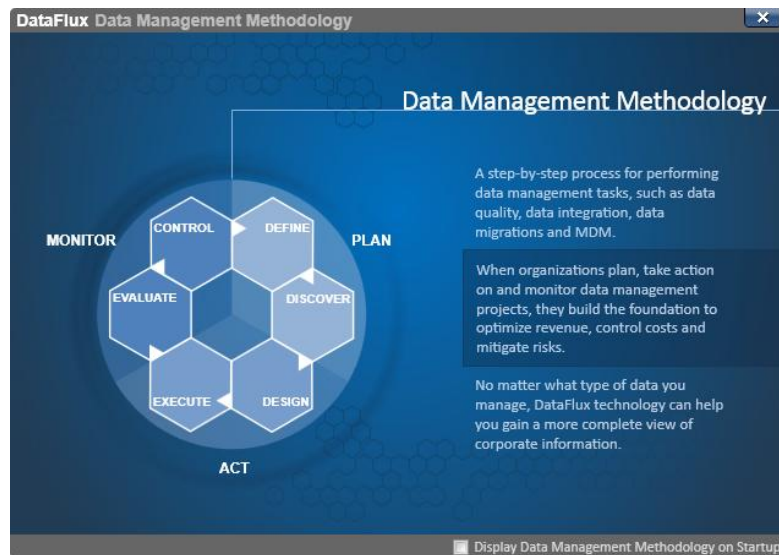 DataFlux Data Management Methodology
Data Management Methodology
A step-by-step process for performing
data management tasks, such as data
quality, data integration, data
migrations and MDM.
When organizations plan, take action
on and monitor data management
projects, they build the foundation to
optimize revenue, control costs and
mitigate risks.
No matter what type of data you
manage, DataFlux technology can help
you gain a more complete view of
corporate information.
MONITOR
CONTROL
DEFINE
PLAN
EVALUATE
DISCOVER
EXECUTE
DESIGN
ACT
Display Data Management Methodology on Startup